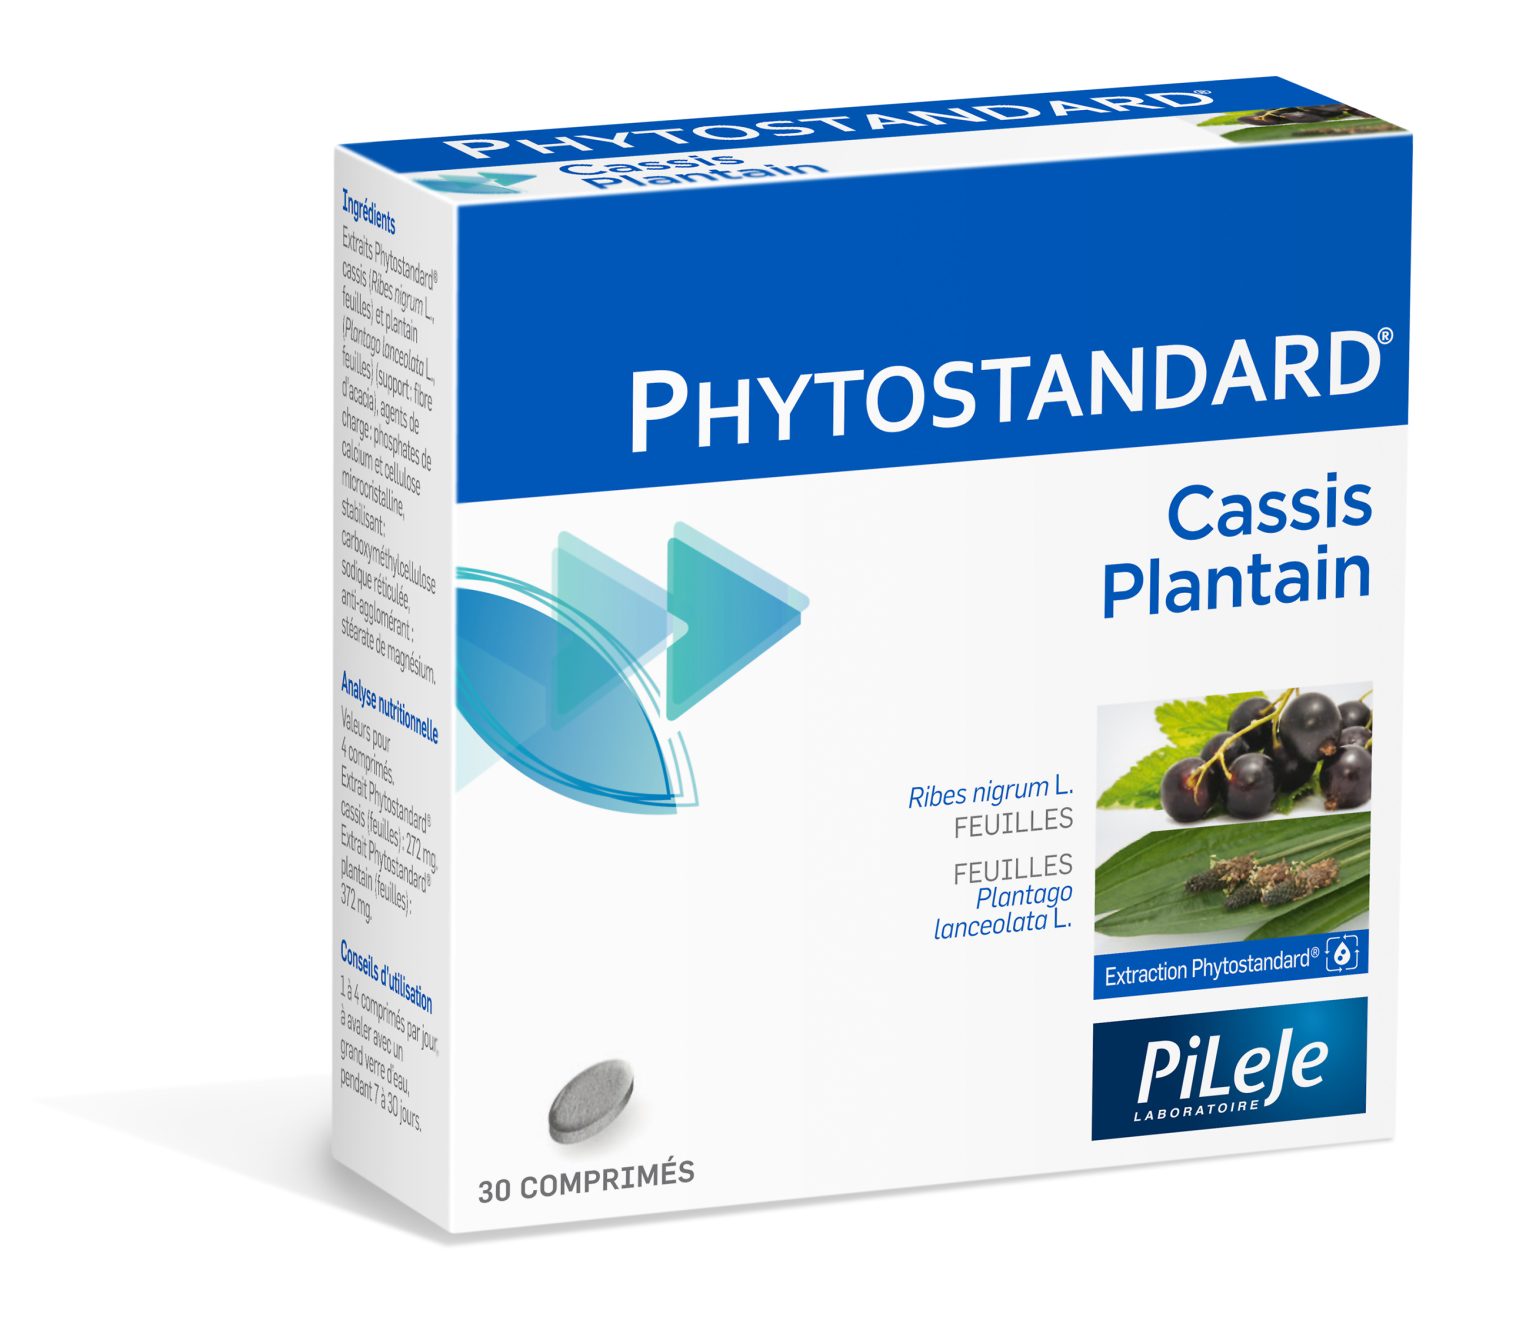 PHYTOSTANDARD®
Cassis
Plantain
Ingrédients
Extraits Phytostandard®
cassis (Ribes nigrum L.,
feuilles) et plantain
(Plantago lanceolata L.,
feuilles) (support : fibre
d'acacia), agents de
charge : phosphates de
calcium et cellulose
microcristalline,
stabilisant :
carboxyméthylcellulose
sodique réticulée,
anti-agglomérant :
stéarate de magnésium.
Analyse nutritionnelle
Valeurs pour
4 comprimés.
Extrait Phytostandard®
cassis (feuilles) : 272 mg,
Extrait Phytostandard®
plantain (feuilles) :
372 mg.
Conseils d'utilisation
1 à 4 comprimés par jour,
à avaler avec un
grand verre d'eau,
pendant 7 à 30 jours.
PHYTOSTANDARD®
Cassis
Plantain
Ribes nigrum L.
FEUILLES
FEUILLES
Plantago
lanceolata L.
Extraction Phytostandard®
PiLeJe
LABORATOIRE
30 COMPRIMÉS